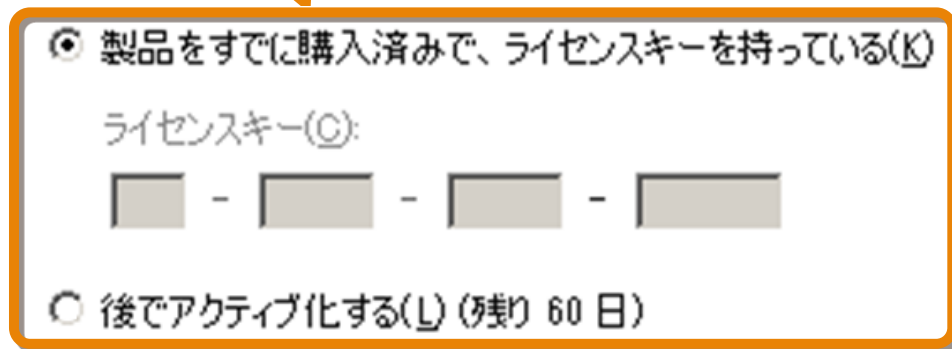 製品をすでに購入済みで、ライセンスキーを持っている(K)
ライセンスキー(C):
- - -
後でアクティブ化する(L) (残り 60 日)